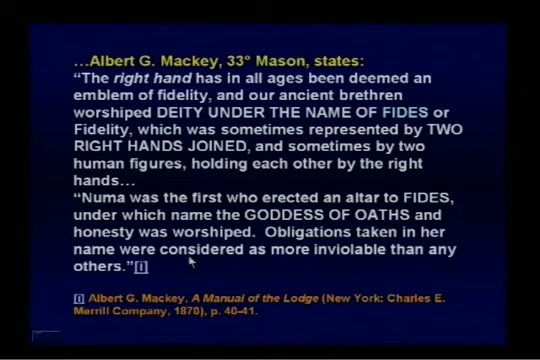 …Albert G. Mackey, 33° Mason, states:
“The right hand has in all ages been deemed an
emblem of fidelity, and our ancient brethren
worshiped DEITY UNDER THE NAME OF FIDES or
Fidelity, which was sometimes represented by TWO
RIGHT HANDS JOINED, and sometimes by two
human figures, holding each other by the right
hands…
“Numa was the first who erected an altar to FIDES,
under which name the GODDESS OF OATHS and
honesty was worshiped.  Obligations taken in her
name were considered as more inviolable than any
others.”[i]
[i] Albert G. Mackey, A Manual of the Lodge (New York: Charles E.
Merrill Company, 1870), p. 40-41.